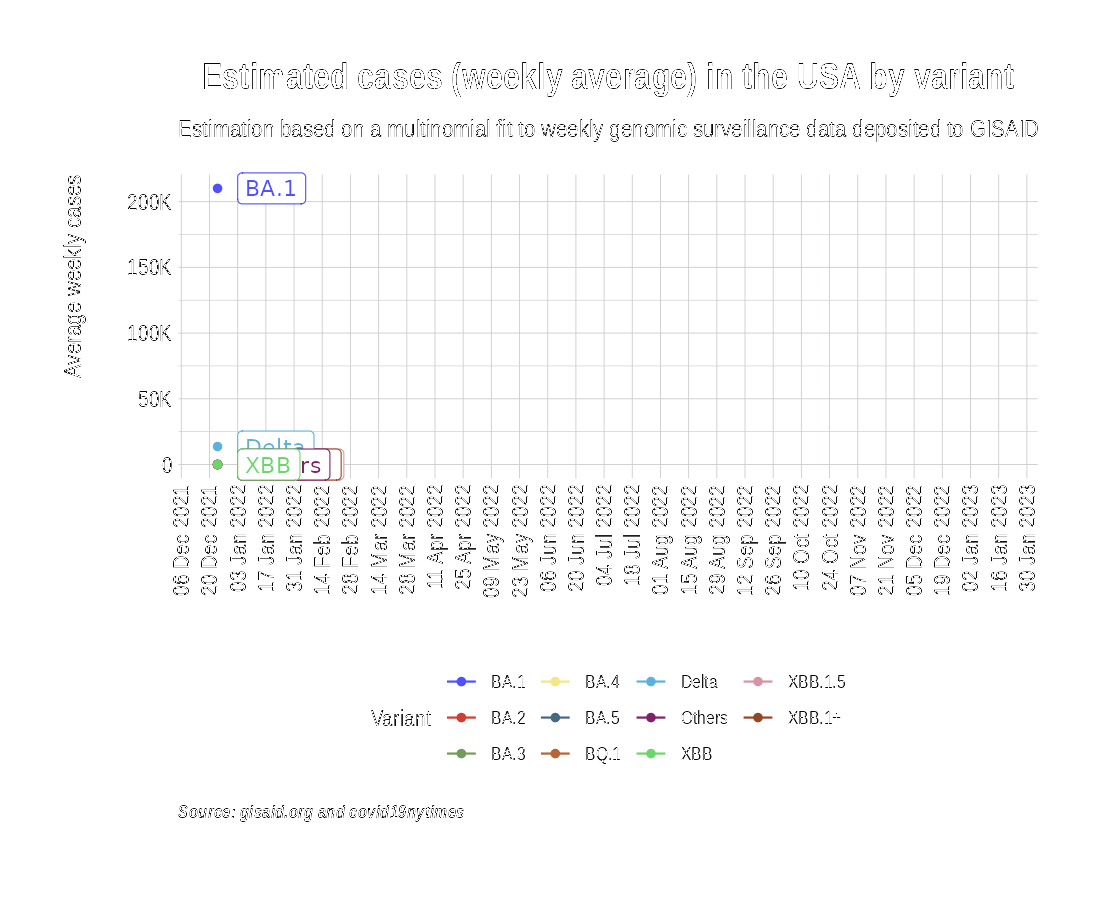 Estimated cases (weekly average) in the USA by variant
Estimation based on a multinomial fit to weekly genomic surveillance data deposited to GISAID
Average weekly cases
200K
150K
100K
50K
0
BA.1
Delta
XBB
rs
06 Dec 2021
20 Dec 2021
03 Jan 2022
17 Jan 2022
31 Jan 2022
14 Feb 2022
28 Feb 2022
14 Mar 2022
28 Mar 2022
11 Apr 2022
25 Apr 2022
09 May 2022
23 May 2022
06 Jun 2022
20 Jun 2022
04 Jul 2022
18 Jul 2022
01 Aug 2022
15 Aug 2022
29 Aug 2022
12 Sep 2022
26 Sep 2022
10 Oct 2022
24 Oct 2022
07 Nov 2022
21 Nov 2022
05 Dec 2022
19 Dec 2022
02 Jan 2023
16 Jan 2023
30 Jan 2023
Variant
BA.1
BA.2
BA.3
BA.4
BA.5
BQ.1
Delta
Others
XBB
XBB.1.5
XBB.1+
Source: gisaid.org and covid19nytimes